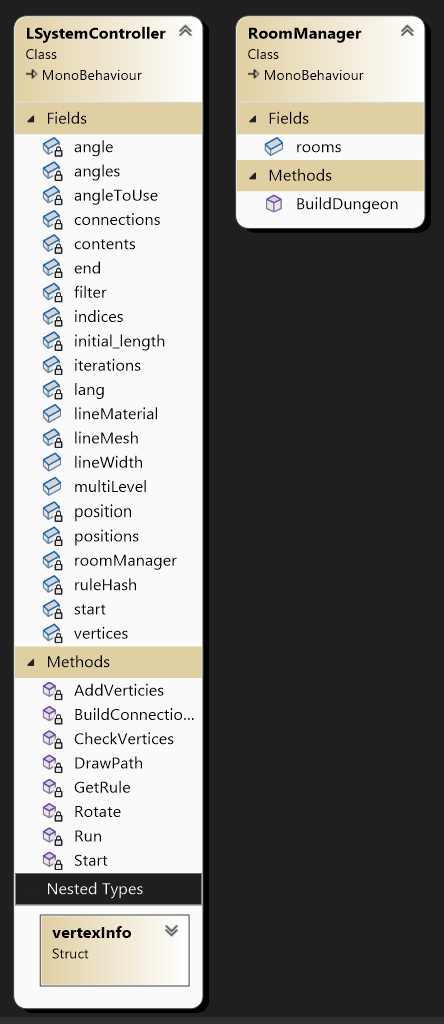 LSystemController
Class
MonoBehaviour
Fields
angle
angles
angleToUse
connections
contents
end
filter
indices
initial_length
iterations
lang
lineMaterial
lineMesh
lineWidth
multiLevel
position
positions
roomManager
ruleHash
start
vertices
Methods
AddVerticies
BuildConnectio...
CheckVertices
DrawPath
GetRule
Rotate
Run
Start
Nested Types
vertexInfo
Struct
RoomManager
Class
MonoBehaviour
Fields
rooms
Methods
BuildDungeon